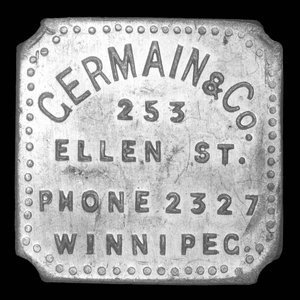 GERMAIN & Co.
253
ELLEN ST.
PHONE 2327
WINNIPEG